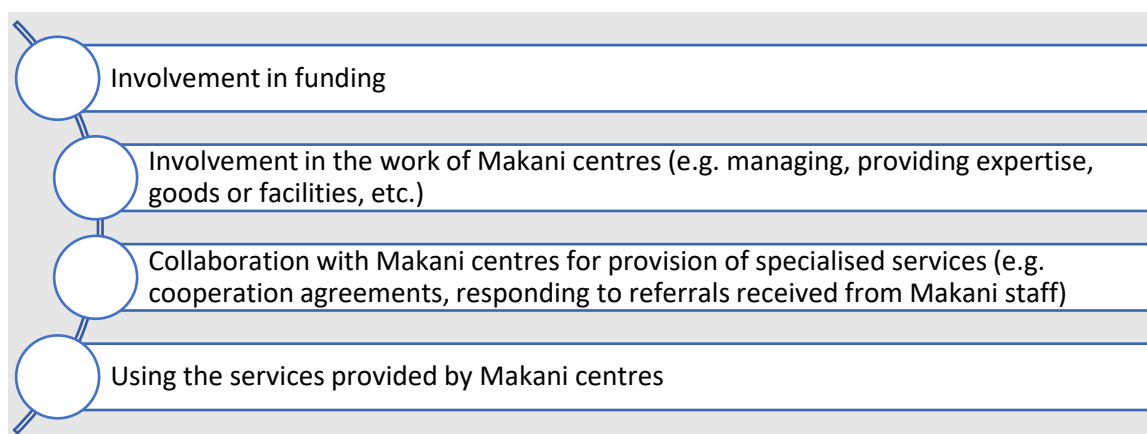 Involvement in funding
Involvement in the work of Makani centres (e.g. managing, providing expertise,
goods or facilities, etc.)
Collaboration with Makani centres for provision of specialised services (e.g.
cooperation agreements, responding to referrals received from Makani staff)
Using the services provided by Makani centres